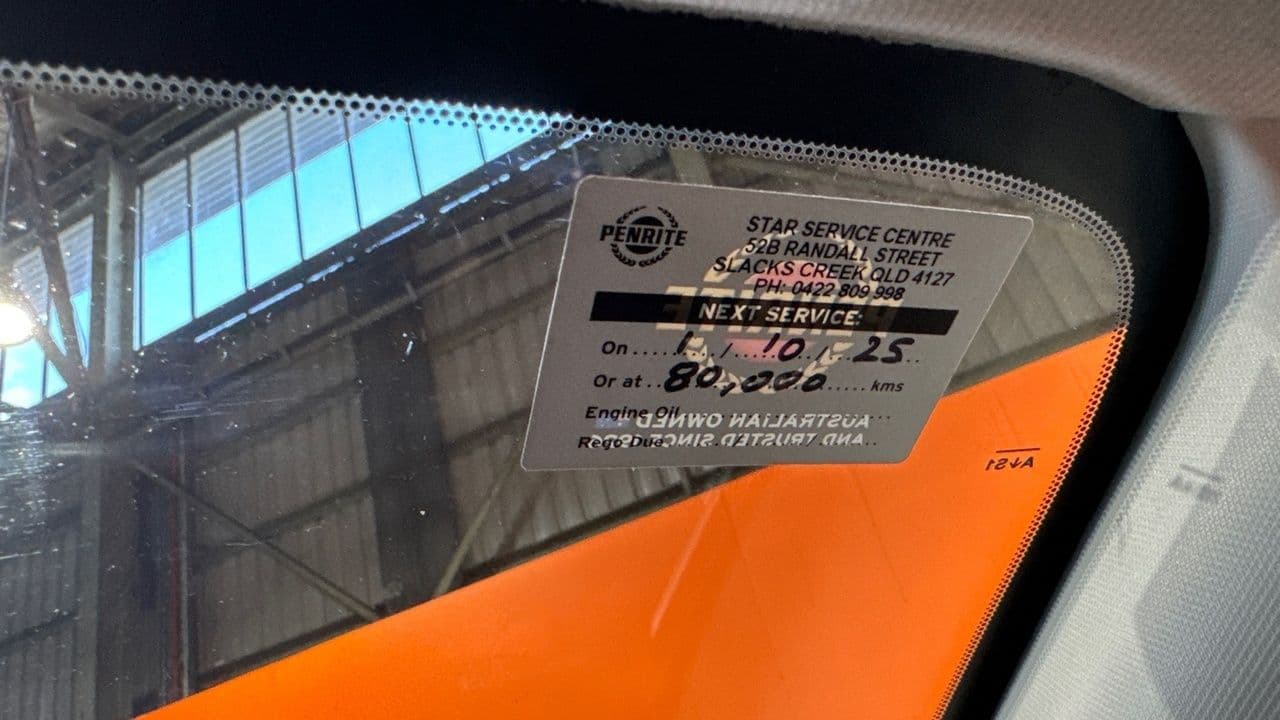 PENRITE
STAR SERVICE CENTRE
52B RANDALL STREET
SLACKS CREEK QLD 4127
PH: 0422 809 998
NEXT SERVICE:
On.....1..../....10../..25..
Or at..80,000.....kms
Engine Oil
AUSTRALIAN OWNED
Rego Due
AND TRUSTED SINCE
AS1